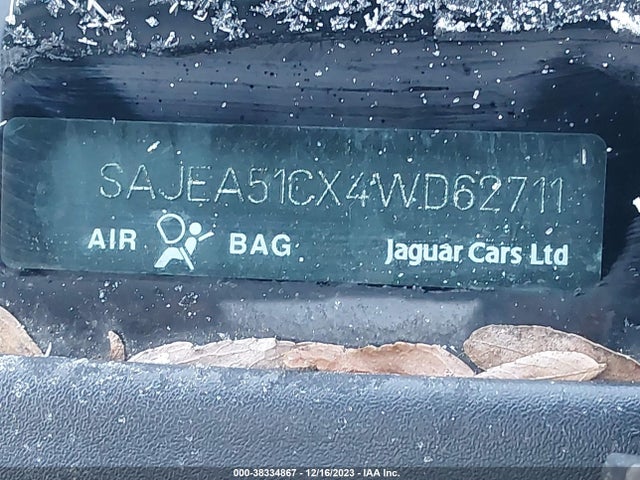 SAJEA51CX4WD62711
AIR BAG Jaguar Cars Ltd
000-38334867 - 12/16/2023 - IAA Inc.